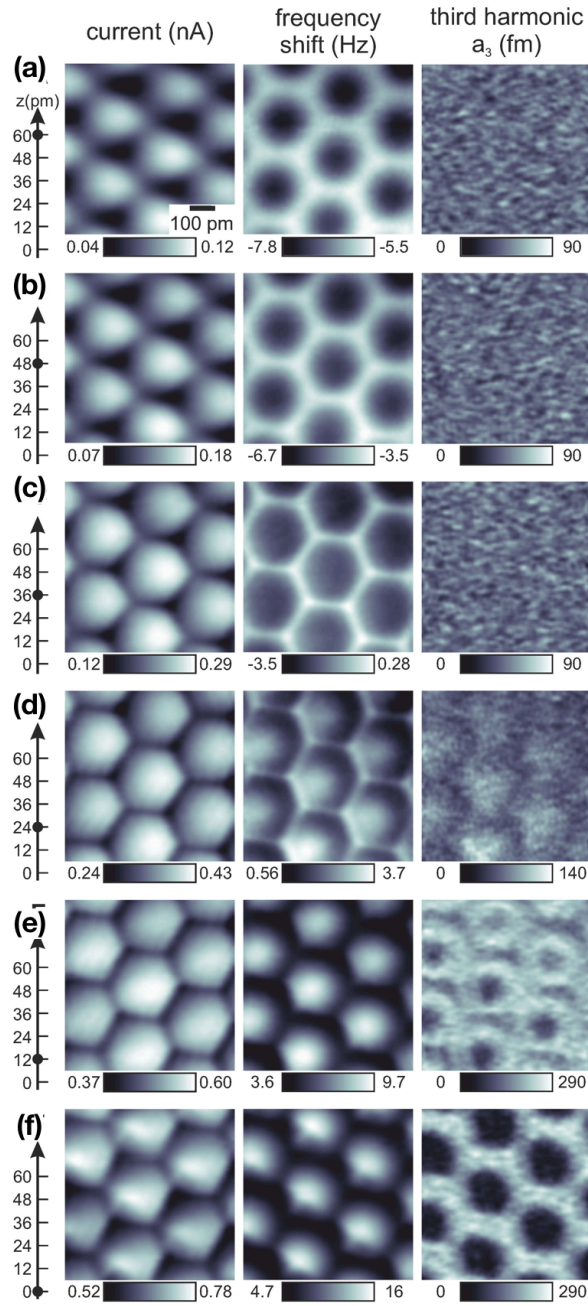 current (nA)
frequency
shift (Hz)
third harmonic
a₃ (fm)
(a)
z(pm)
60
48
36
24
12
0
100 pm
0.04 0.12 -7.8 -5.5 0 90
(b)
60
48
36
24
12
0
0.07 0.18 -6.7 -3.5 0 90
(c)
60
48
36
24
12
0
0.12 0.29 -3.5 0.28 0 90
(d)
60
48
36
24
12
0
0.24 0.43 0.56 3.7 0 140
(e)
60
48
36
24
12
0
0.37 0.60 3.6 9.7 0 290
(f)
60
48
36
24
12
0
0.52 0.78 4.7 16 0 290